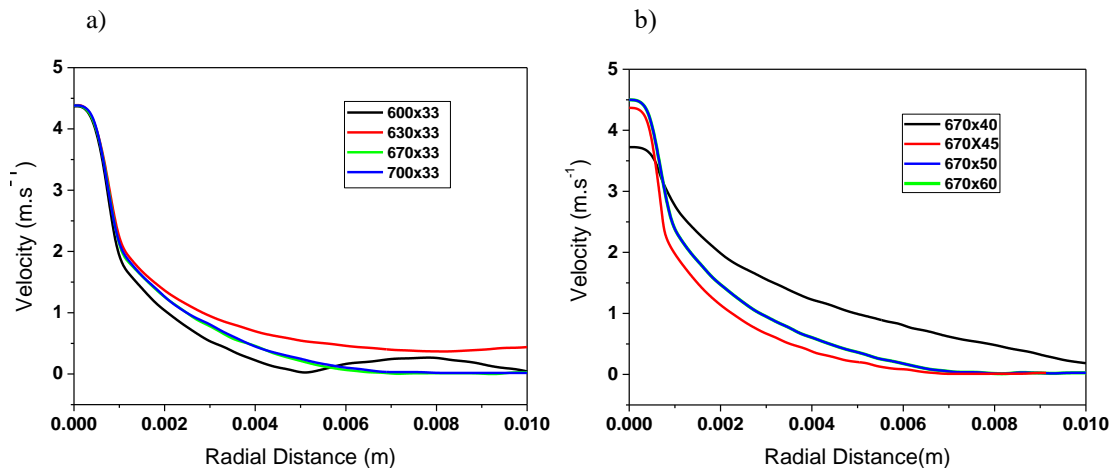 a)
5
4
3
2
1
0
Velocity (m.s⁻¹)
600x33
630x33
670x33
700x33
0.000 0.002 0.004 0.006 0.008 0.010
Radial Distance (m)
b)
5
4
3
2
1
0
Velocity (m.s⁻¹)
670x40
670X45
670x50
670x60
0.000 0.002 0.004 0.006 0.008 0.010
Radial Distance(m)